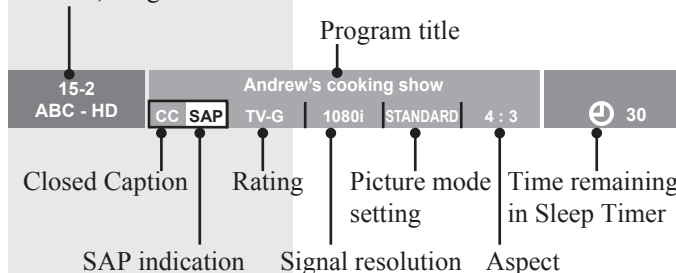 Program title
15-2
ABC - HD
Andrew's cooking show
CC SAP TV-G 1080i STANDARD 4 : 3
30
Closed Caption Rating Picture mode setting
Time remaining in Sleep Timer
SAP indication Signal resolution Aspect